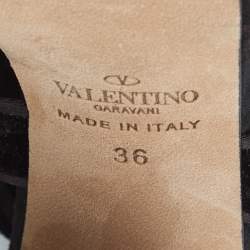 VALENTINO
GARAVANI
MADE IN ITALY
36